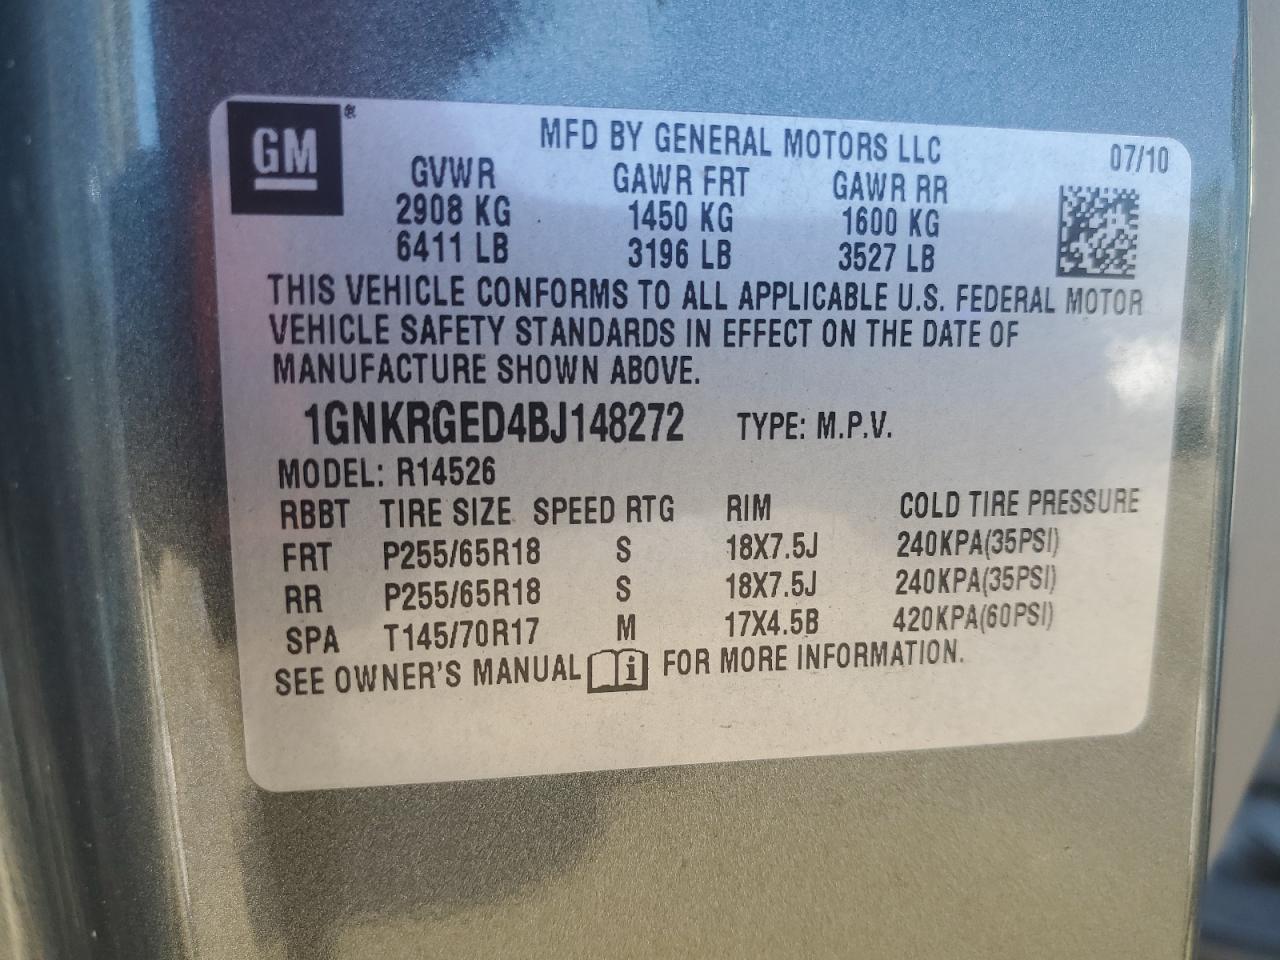 GM ®
MFD BY GENERAL MOTORS LLC 07/10
GVWR GAWR FRT GAWR RR
2908 KG 1450 KG 1600 KG
6411 LB 3196 LB 3527 LB
THIS VEHICLE CONFORMS TO ALL APPLICABLE U.S. FEDERAL MOTOR
VEHICLE SAFETY STANDARDS IN EFFECT ON THE DATE OF
MANUFACTURE SHOWN ABOVE.
1GNKRGED4BJ148272 TYPE: M.P.V.
MODEL: R14526
RBBT TIRE SIZE SPEED RTG RIM COLD TIRE PRESSURE
FRT P255/65R18 S 18X7.5J 240KPA(35PSI)
RR P255/65R18 S 18X7.5J 240KPA(35PSI)
SPA T145/70R17 M 17X4.5B 420KPA(60PSI)
SEE OWNER'S MANUAL i FOR MORE INFORMATION.